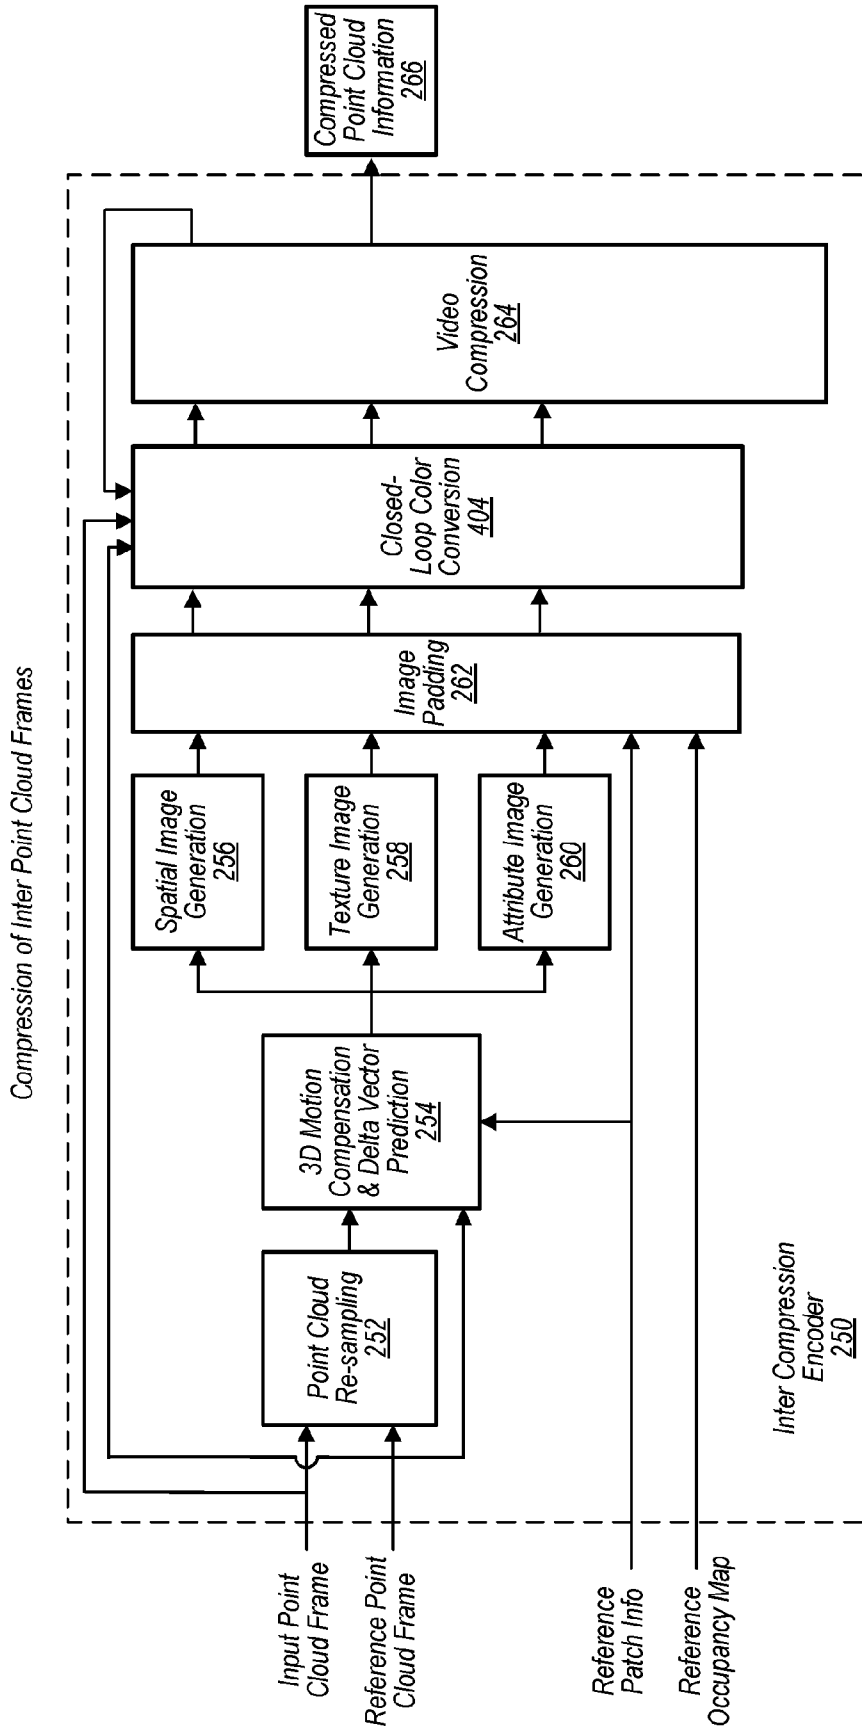 Compression of Inter Point Cloud Frames
Input Point
Cloud Frame
Reference Point
Cloud Frame
Reference
Patch Info
Reference
Occupancy Map
Point Cloud
Re-sampling
252
3D Motion
Compensation
& Delta Vector
Prediction
254
Spatial Image
Generation
256
Texture Image
Generation
258
Attribute Image
Generation
260
Image
Padding
262
Closed-
Loop Color
Conversion
404
Video
Compression
264
Compressed
Point Cloud
Information
266
Inter Compression
Encoder
250